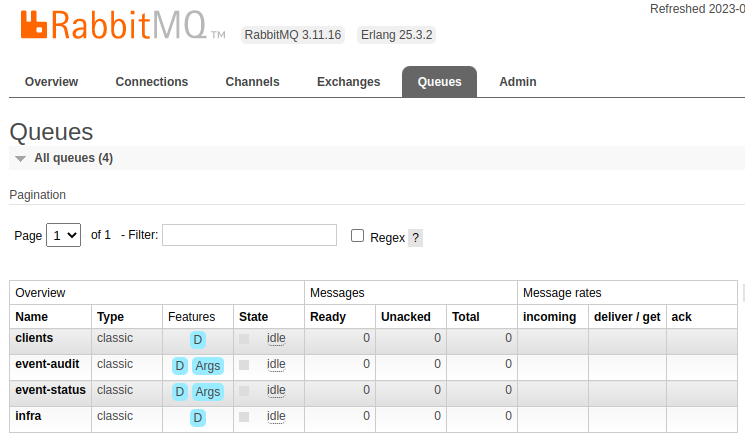 Refreshed 2023-0
RabbitMQ TM RabbitMQ 3.11.16 Erlang 25.3.2
Overview Connections Channels Exchanges Queues Admin
Queues
All queues (4)
Pagination
Page 1 of 1 - Filter: Regex ?
Overview Messages Message rates
Name Type Features State Ready Unacked Total incoming deliver / get ack
clients classic D idle 0 0 0
event-audit classic D Args idle 0 0 0
event-status classic D Args idle 0 0 0
infra classic D idle 0 0 0